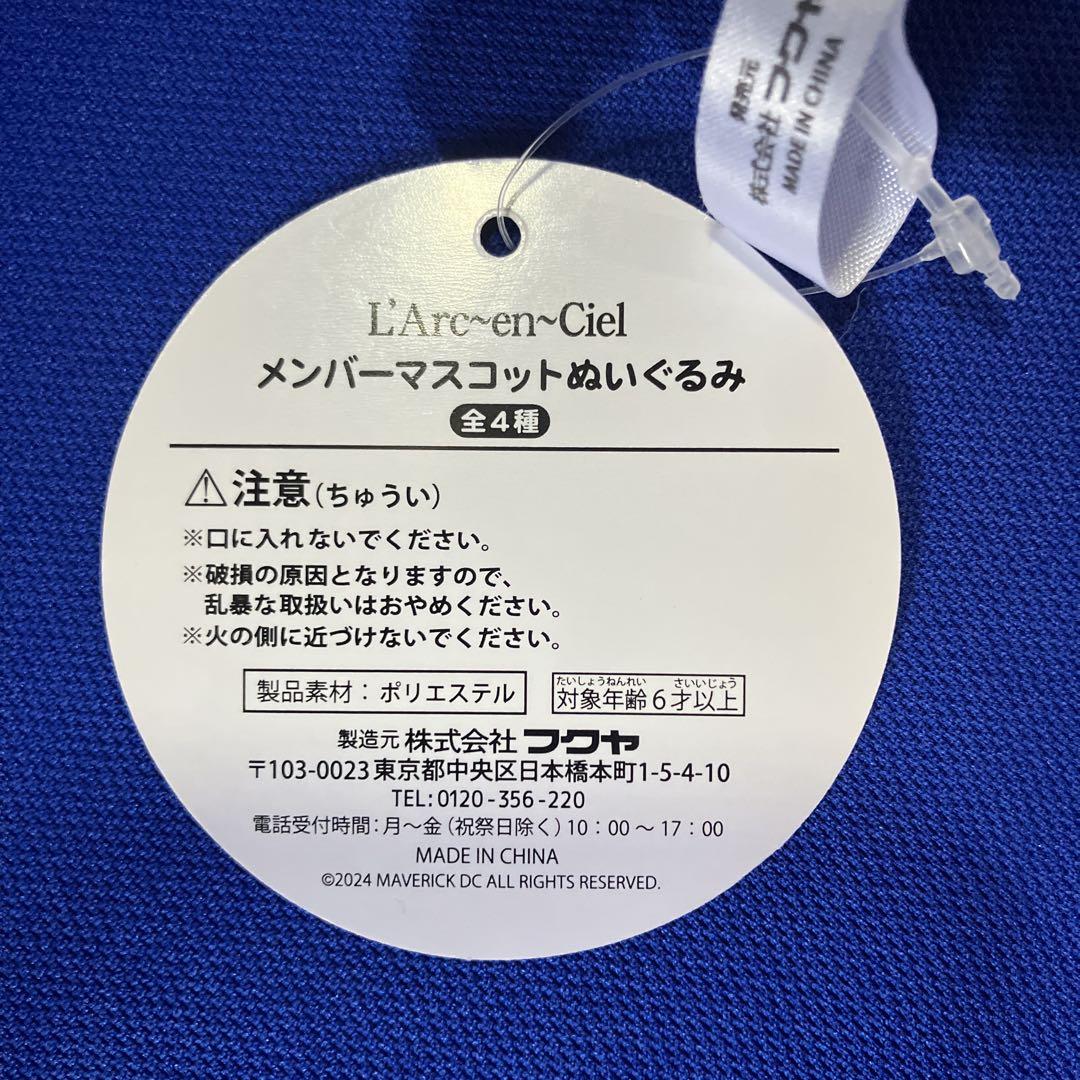 L'Arc~en~Ciel
メンバーマスコットぬいぐるみ
全4種
注意(ちゅうい)
※口に入れないでください。
※破損の原因となりますので、
乱暴な取扱いはおやめください。
※火の側に近づけないでください。
製品素材：ポリエステル
たいしょうねんれい さいいじょう
対象年齢6才以上
製造元 株式会社フクヤ
〒103-0023東京都中央区日本橋本町1-5-4-10
TEL:0120-356-220
電話受付時間：月〜金（祝祭日除く）10：00〜17：00
MADE IN CHINA
©2024 MAVERICK DC ALL RIGHTS RESERVED.
発売元
株式会社フクヤ
MADE IN CHINA